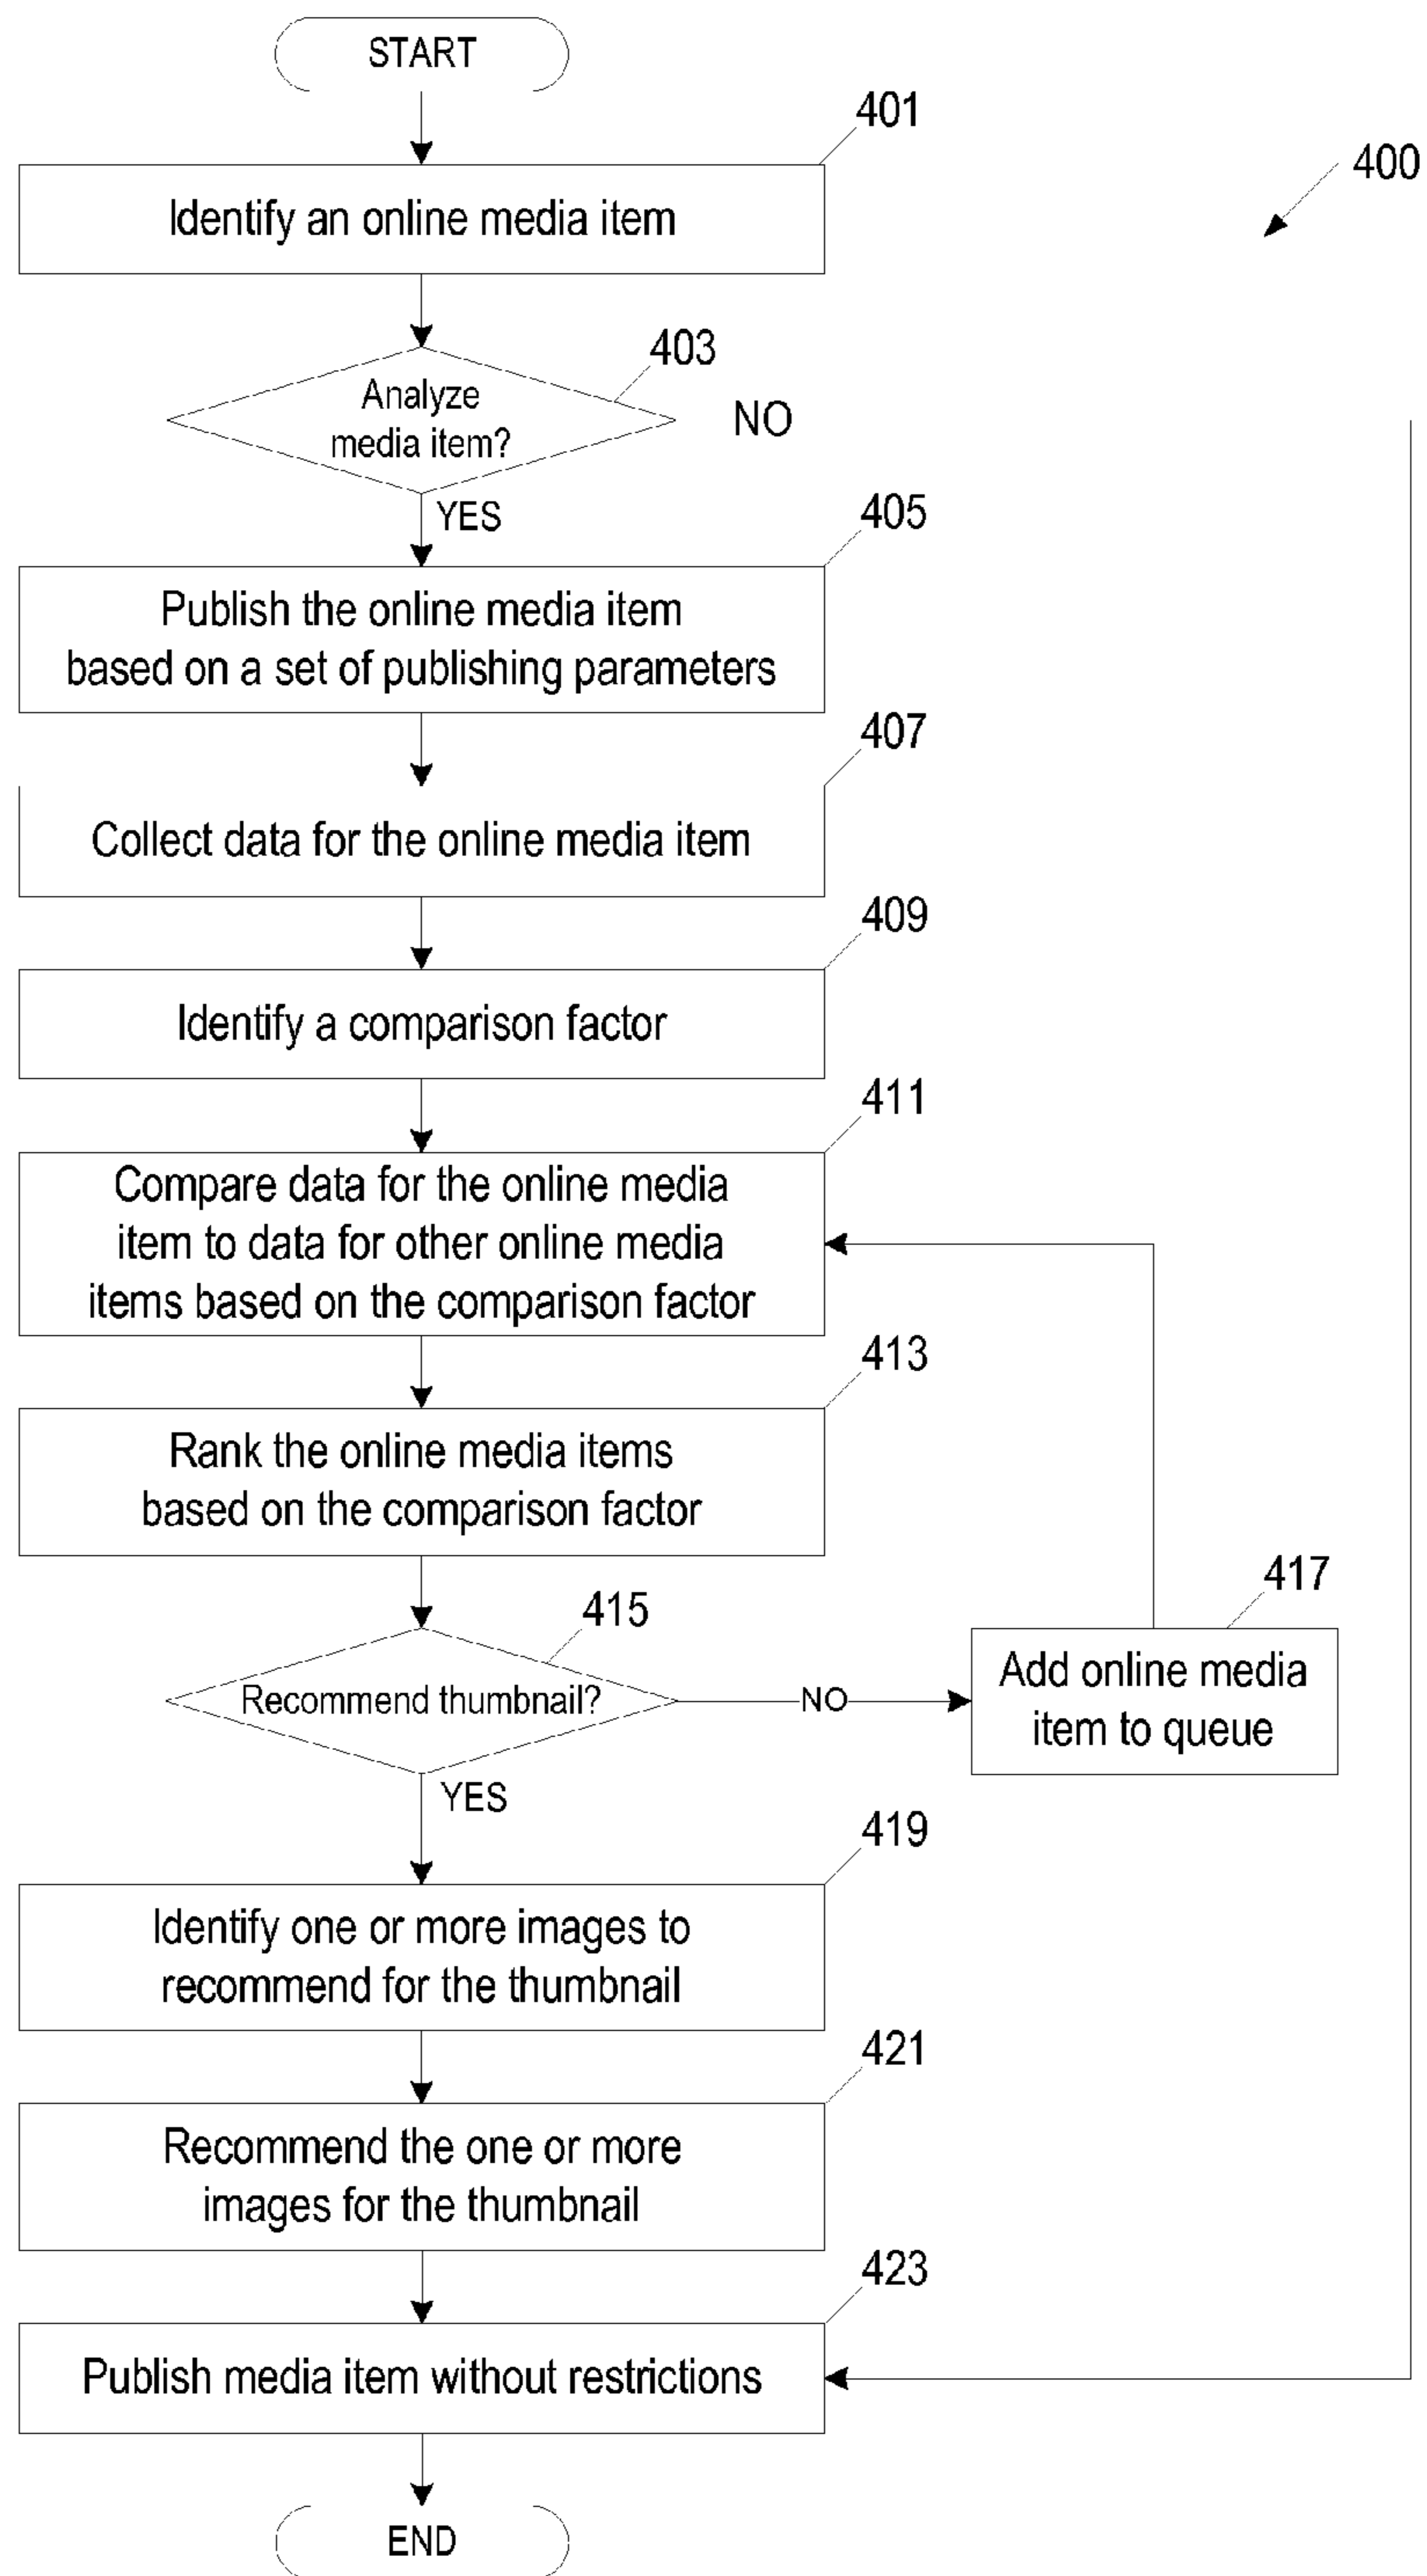 START
401
400
Identify an online media item
403
Analyze
media item?
NO
YES
405
Publish the online media item
based on a set of publishing parameters
407
Collect data for the online media item
409
Identify a comparison factor
411
Compare data for the online media
item to data for other online media
items based on the comparison factor
413
Rank the online media items
based on the comparison factor
415
Recommend thumbnail?
NO
417
Add online media
item to queue
YES
419
Identify one or more images to
recommend for the thumbnail
421
Recommend the one or more
images for the thumbnail
423
Publish media item without restrictions
END